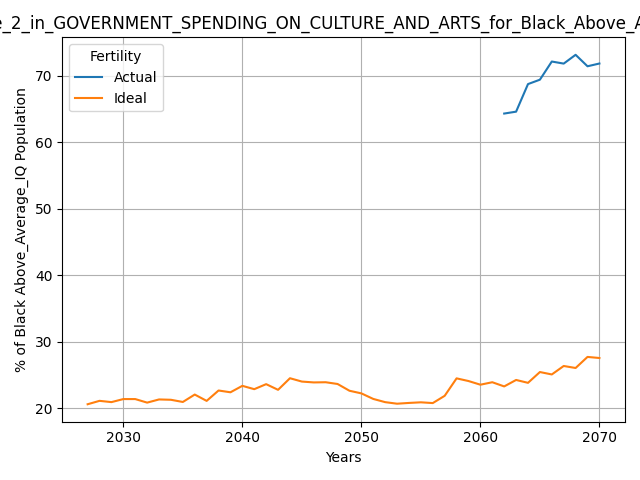 _2_in_GOVERNMENT_SPENDING_ON_CULTURE_AND_ARTS_for_Black_Above_A
Fertility
Actual
Ideal
% of Black Above_Average_IQ Population
70
60
50
40
30
20
2030
2040
2050
2060
2070
Years